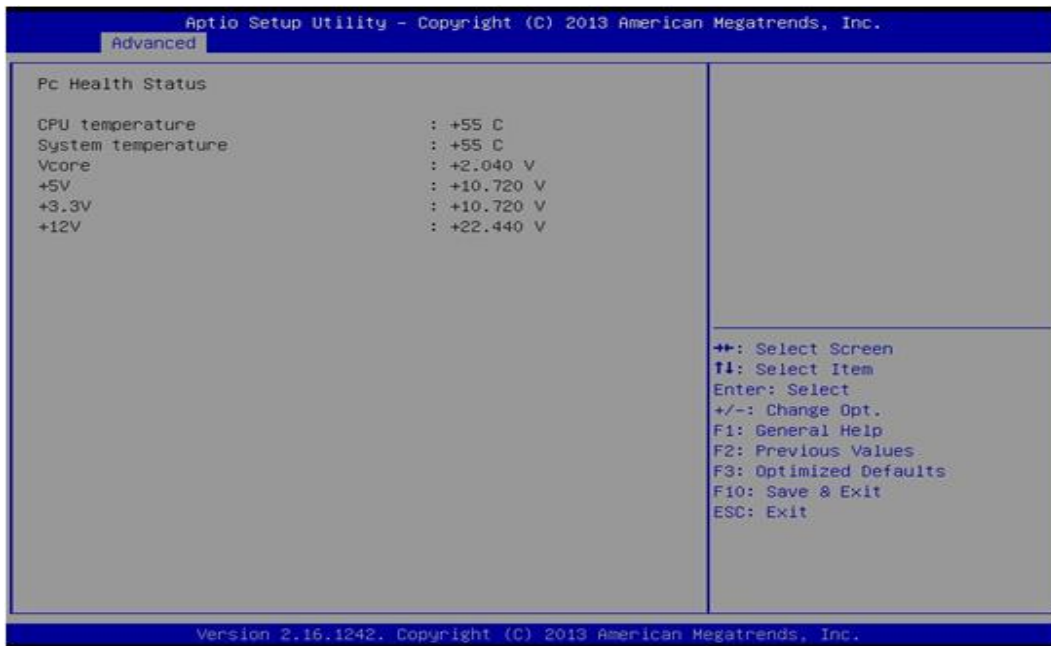 Aptio Setup Utility – Copyright (C) 2013 American Megatrends, Inc.
Advanced
Pc Health Status
CPU temperature : +55 C
System temperature : +55 C
Vcore : +2.040 V
+5V : +10.720 V
+3.3V : +10.720 V
+12V : +22.440 V
→←: Select Screen
↑↓: Select Item
Enter: Select
+/-: Change Opt.
F1: General Help
F2: Previous Values
F3: Optimized Defaults
F10: Save & Exit
ESC: Exit
Version 2.16.1242. Copyright (C) 2013 American Megatrends, Inc.